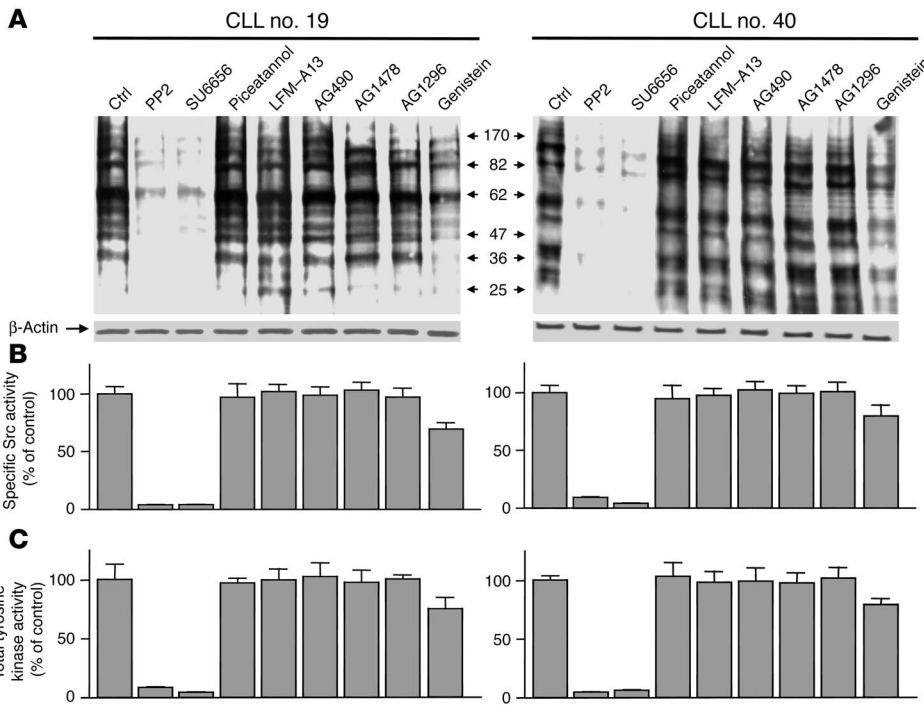 A
CLL no. 19
CLL no. 40
Ctrl
PP2
SU6656
Piceatannol
LFM–A13
AG490
AG1478
AG1296
Genistein
Ctrl
PP2
SU6656
Piceatannol
LFM–A13
AG490
AG1478
AG1296
Genistein
170
82
62
47
36
25
β-Actin
B
Specific Src activity
(% of control)
100
50
0
100
50
0
C
kinase activity
(% of control)
100
50
0
100
50
0